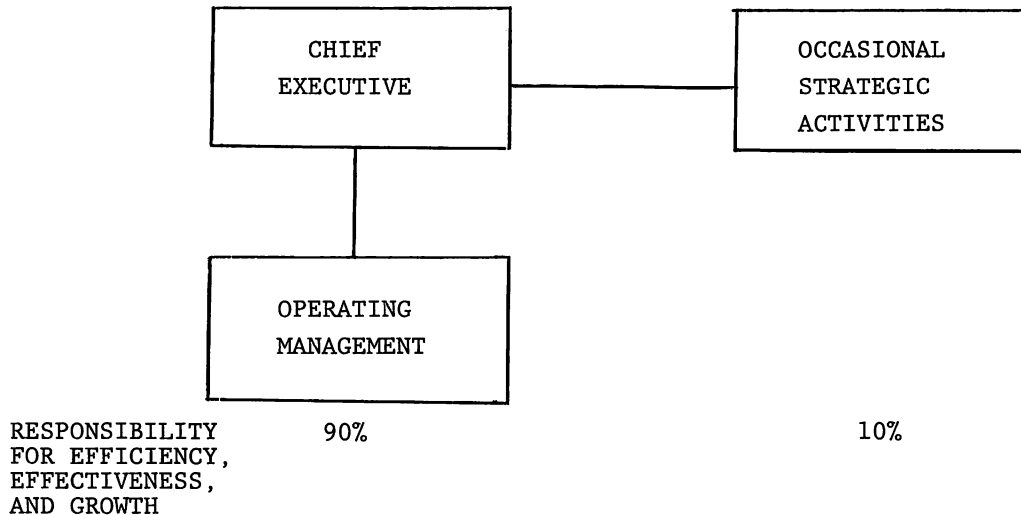 CHIEF
EXECUTIVE
OCCASIONAL
STRATEGIC
ACTIVITIES
OPERATING
MANAGEMENT
RESPONSIBILITY
FOR EFFICIENCY,
EFFECTIVENESS,
AND GROWTH
90%
10%